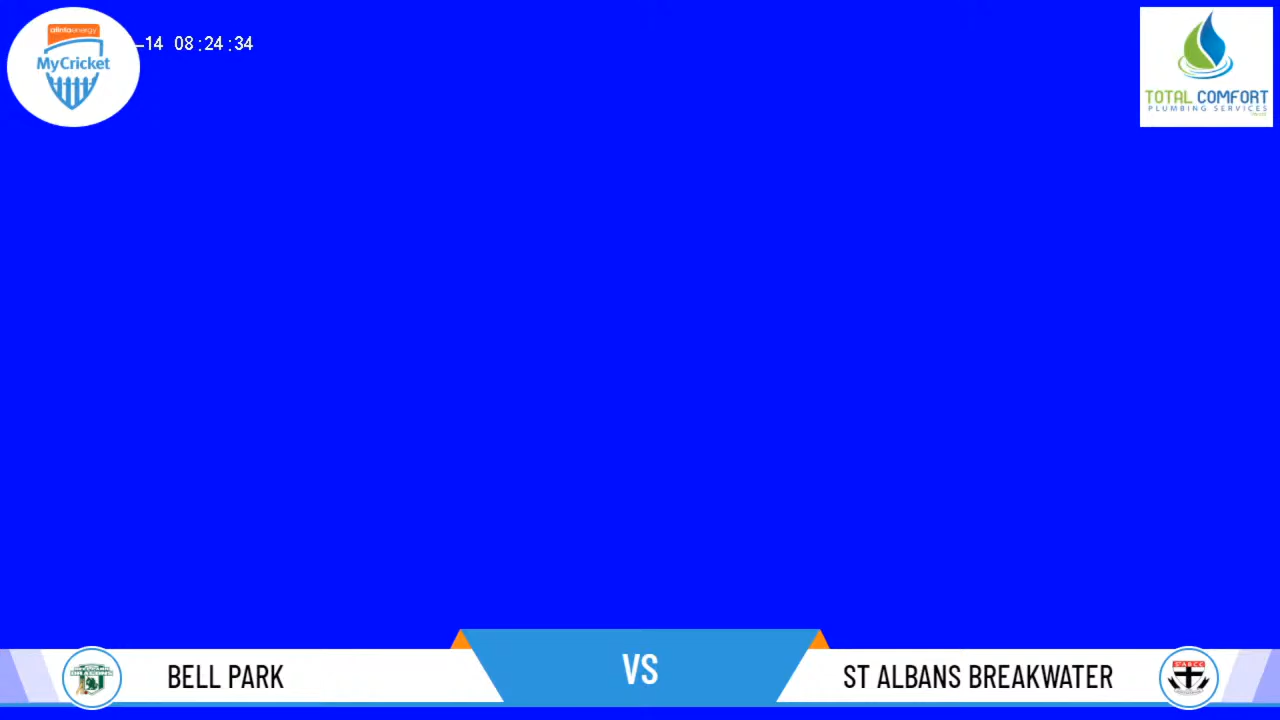 alintaenergy
MyCricket
-14 08:24:34
TOTAL COMFORT
PLUMBING SERVICES
BELL PARK
VS
ST ALBANS BREAKWATER